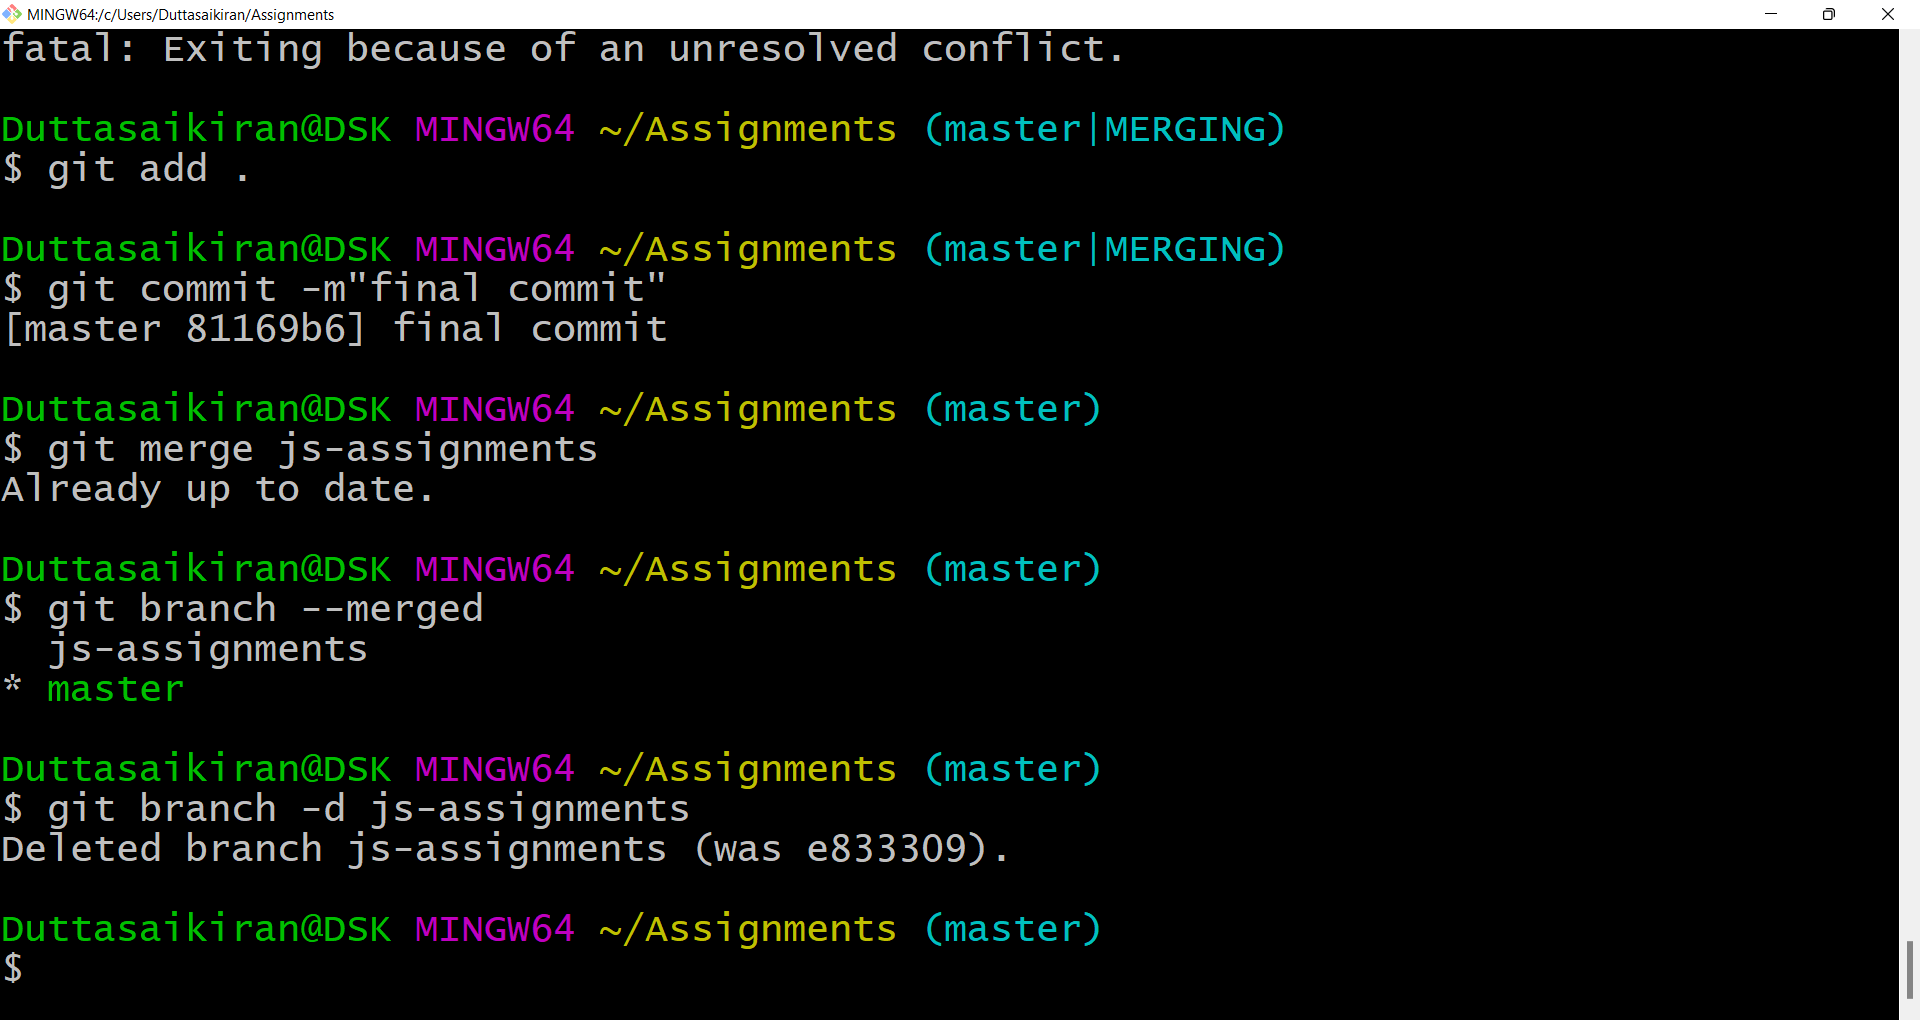 MINGW64:/c/Users/Duttasaikiran/Assignments
fatal: Exiting because of an unresolved conflict.
Duttasaikiran@DSK MINGW64 ~/Assignments (master|MERGING)
$ git add .
Duttasaikiran@DSK MINGW64 ~/Assignments (master|MERGING)
$ git commit -m"final commit"
[master 81169b6] final commit
Duttasaikiran@DSK MINGW64 ~/Assignments (master)
$ git merge js-assignments
Already up to date.
Duttasaikiran@DSK MINGW64 ~/Assignments (master)
$ git branch --merged
  js-assignments
* master
Duttasaikiran@DSK MINGW64 ~/Assignments (master)
$ git branch -d js-assignments
Deleted branch js-assignments (was e833309).
Duttasaikiran@DSK MINGW64 ~/Assignments (master)
$